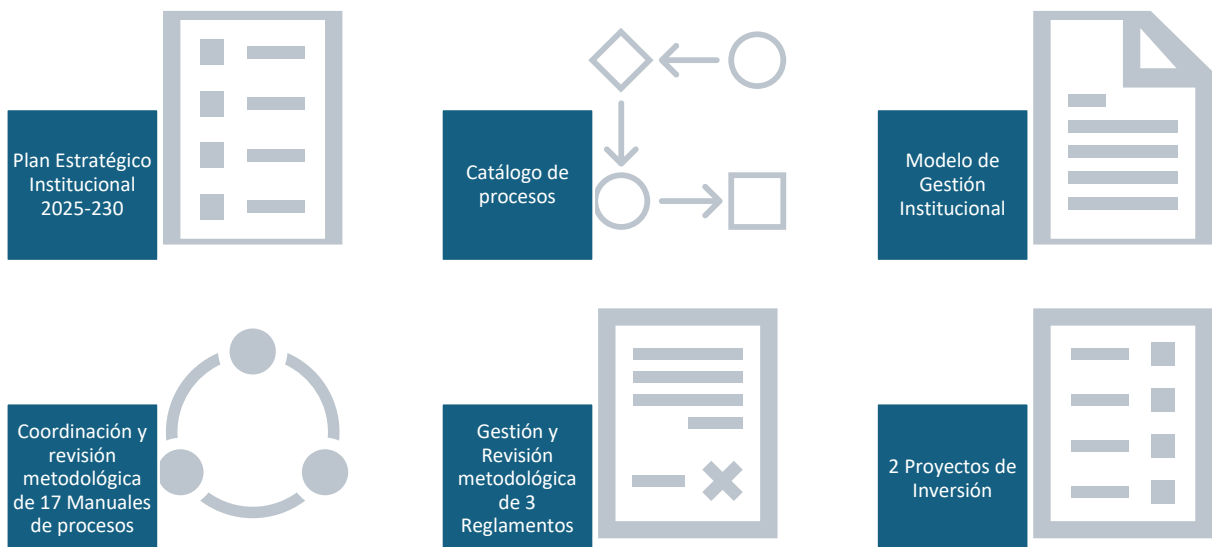 Plan Estratégico
Institucional
2025-230
Catálogo de
procesos
Modelo de
Gestión
Institucional
Coordinación y
revisión
metodológica
de 17 Manuales
de procesos
Gestión y
Revisión
metodológica
de 3
Reglamentos
2 Proyectos de
Inversión